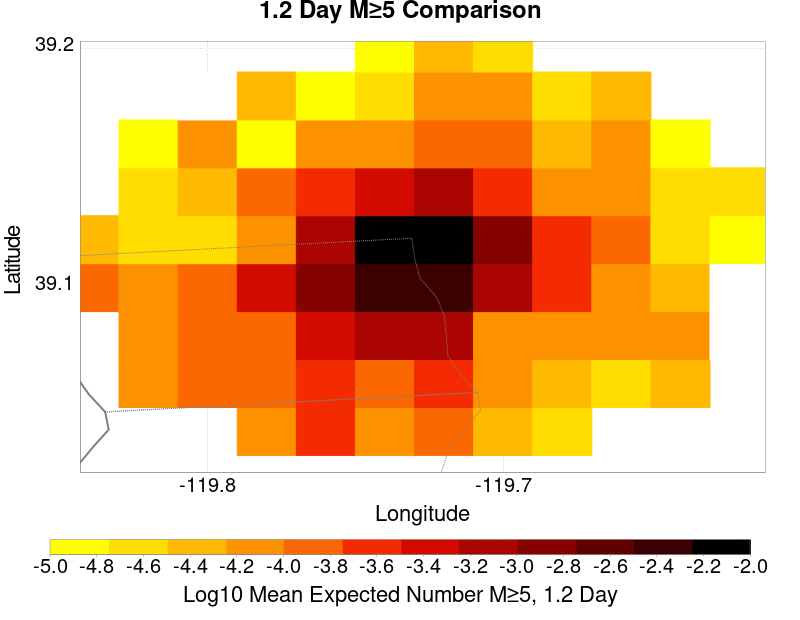 1.2 Day M≥5 Comparison
39.2
Latitude
39.1
-119.8 -119.7
Longitude
-5.0 -4.8 -4.6 -4.4 -4.2 -4.0 -3.8 -3.6 -3.4 -3.2 -3.0 -2.8 -2.6 -2.4 -2.2 -2.0
Log10 Mean Expected Number M≥5, 1.2 Day